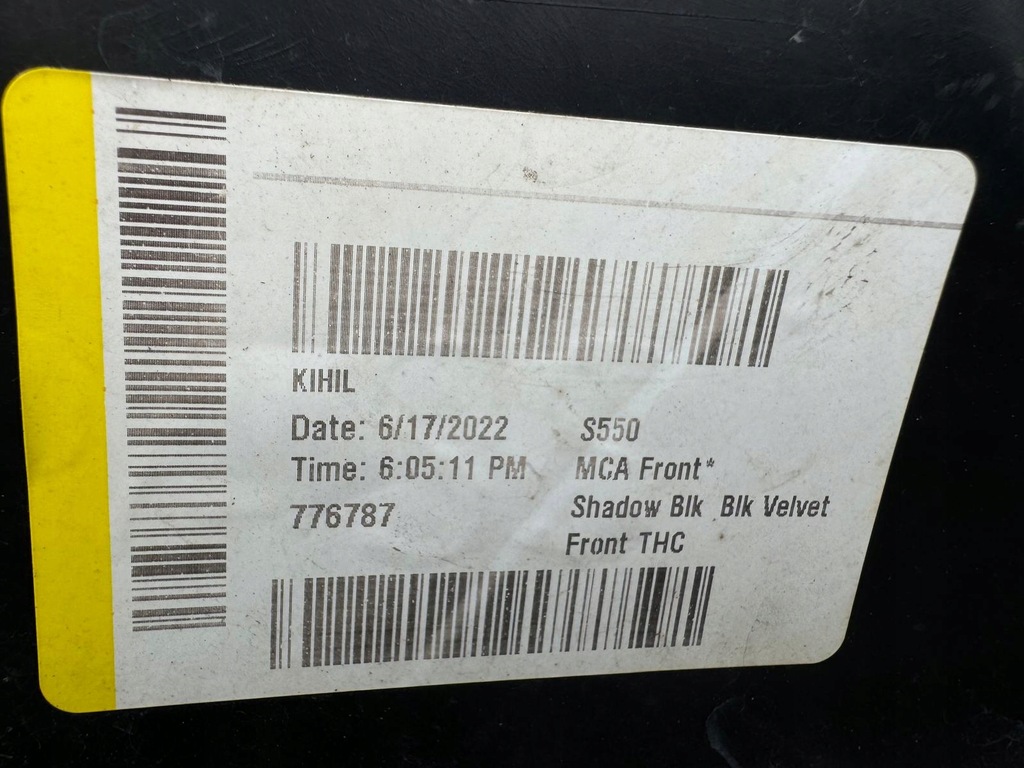 KIHIL
Date: 6/17/2022
Time: 6:05:11 PM
776787
S550
MCA Front*
Shadow Blk Blk Velvet
Front THC